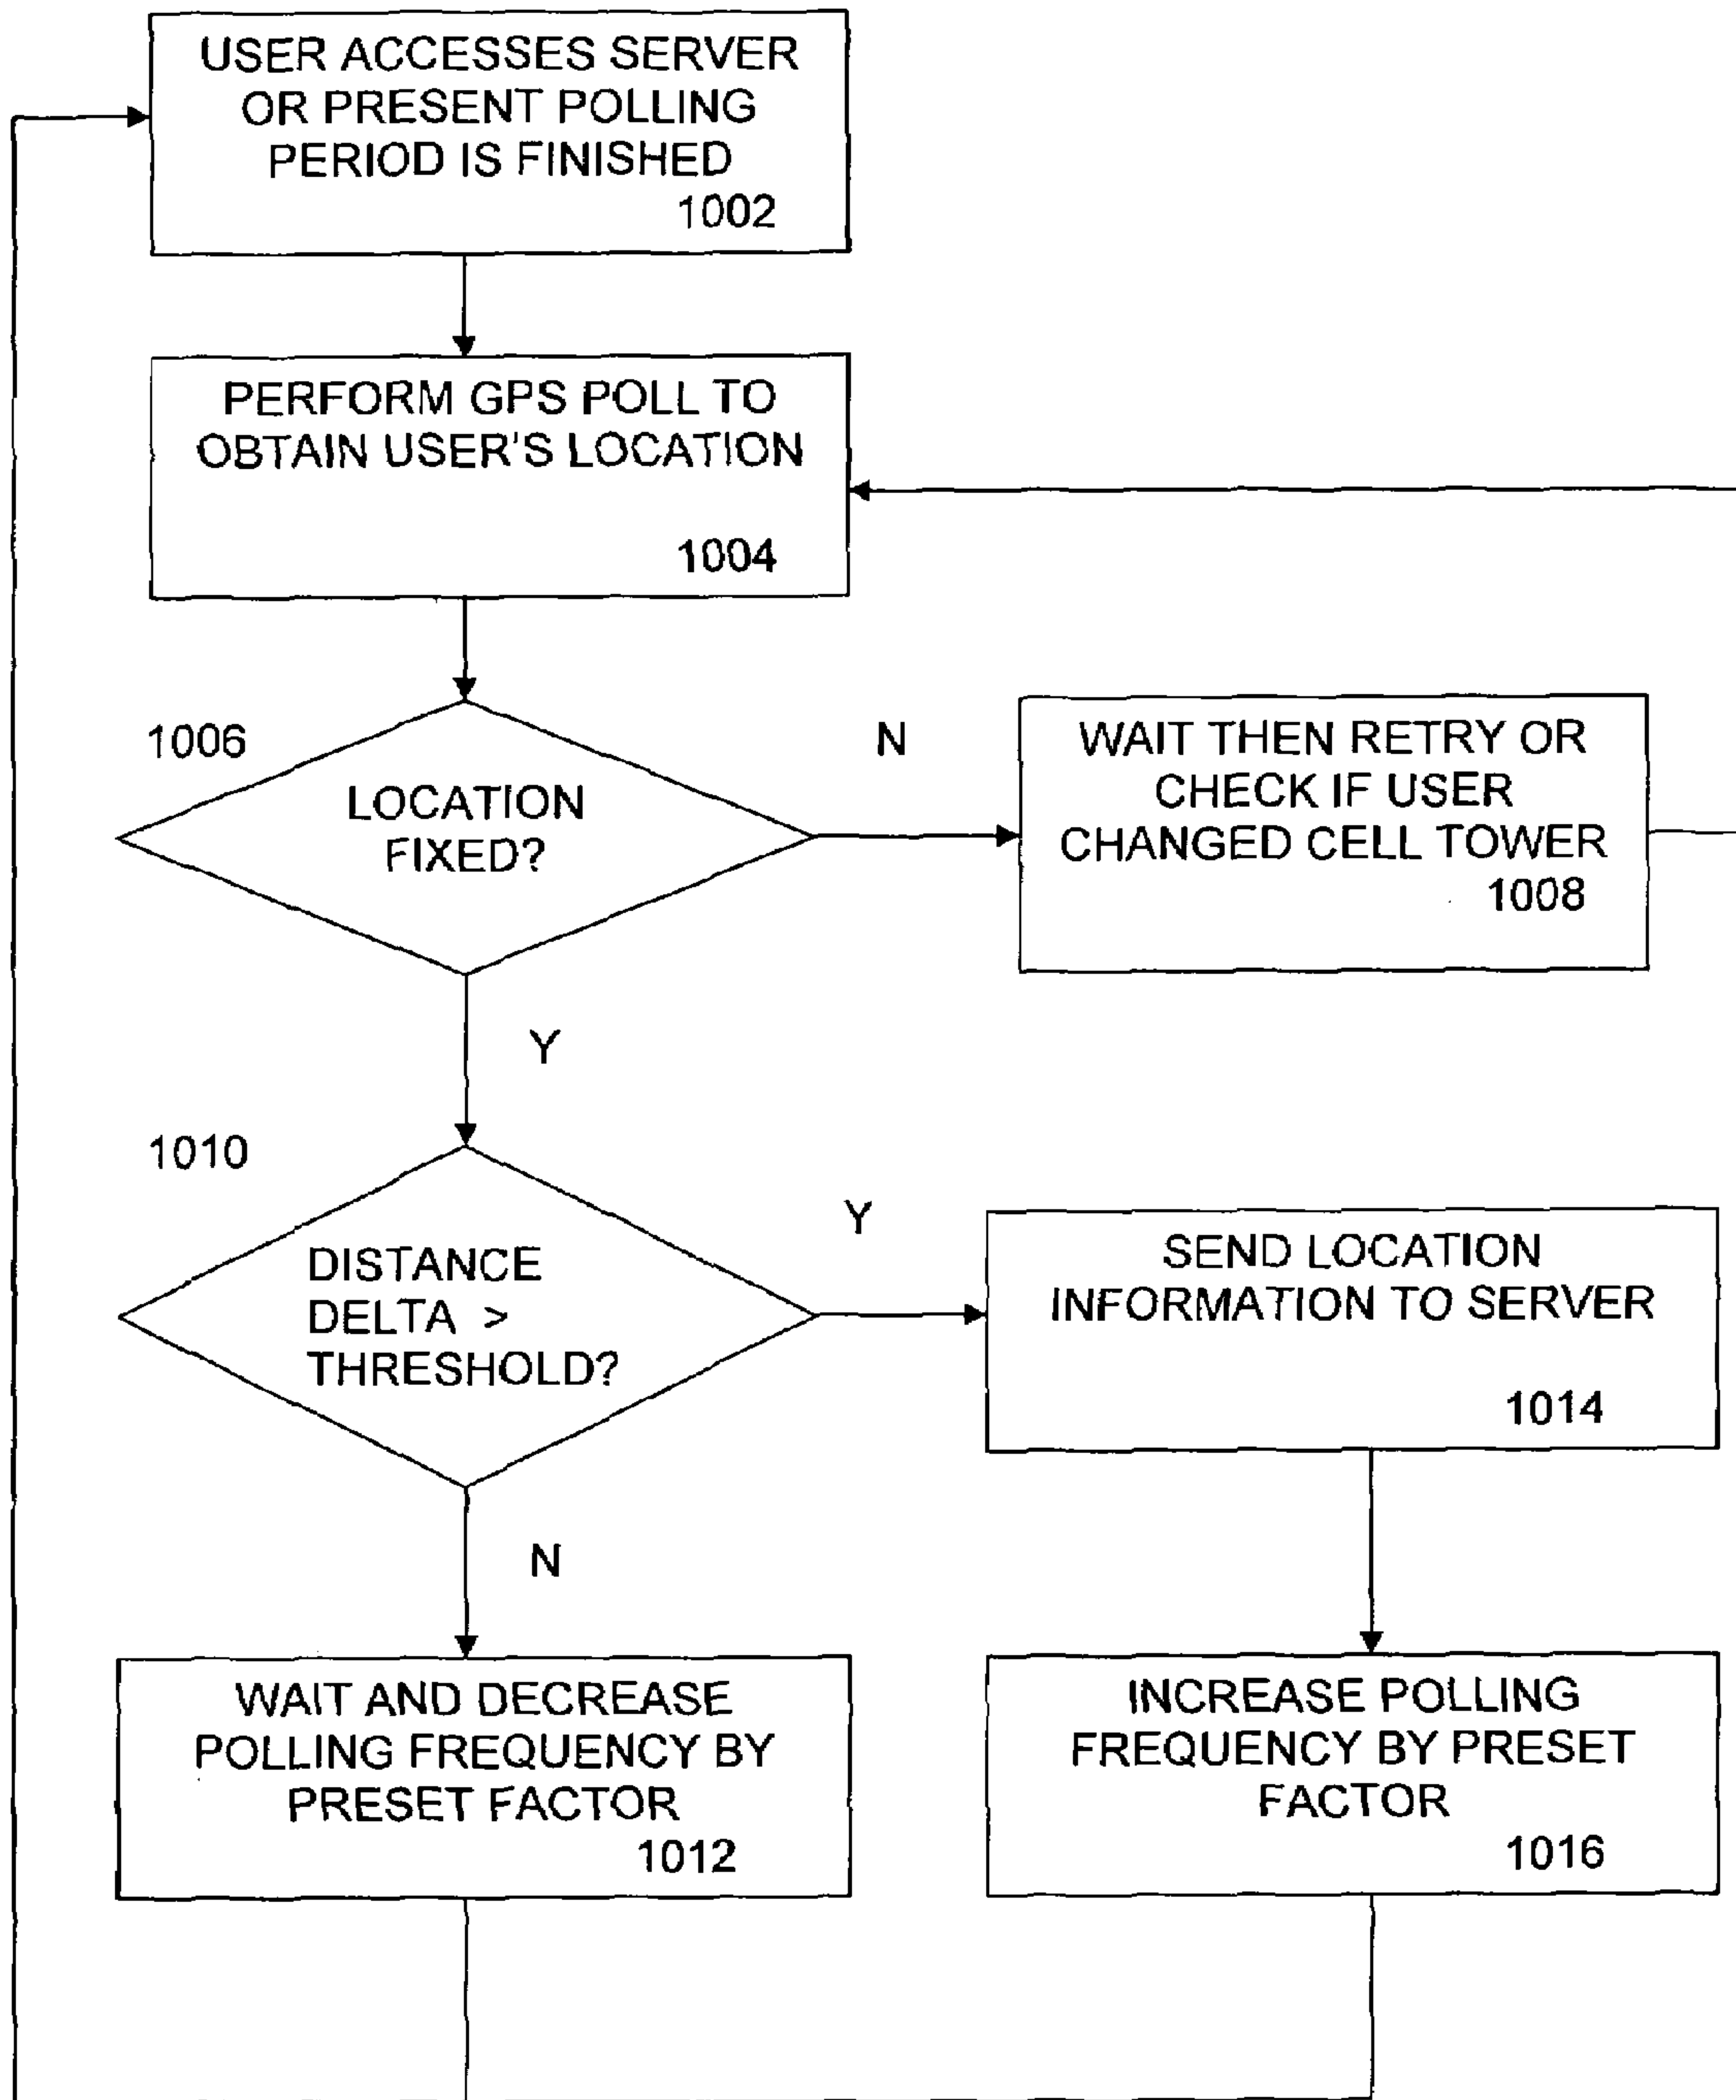 USER ACCESSES SERVER
OR PRESENT POLLING
PERIOD IS FINISHED
1002
PERFORM GPS POLL TO
OBTAIN USER'S LOCATION
1004
1006
LOCATION
FIXED?
N
WAIT THEN RETRY OR
CHECK IF USER
CHANGED CELL TOWER
1008
Y
1010
DISTANCE
DELTA >
THRESHOLD?
Y
SEND LOCATION
INFORMATION TO SERVER
1014
N
WAIT AND DECREASE
POLLING FREQUENCY BY
PRESET FACTOR
1012
INCREASE POLLING
FREQUENCY BY PRESET
FACTOR
1016